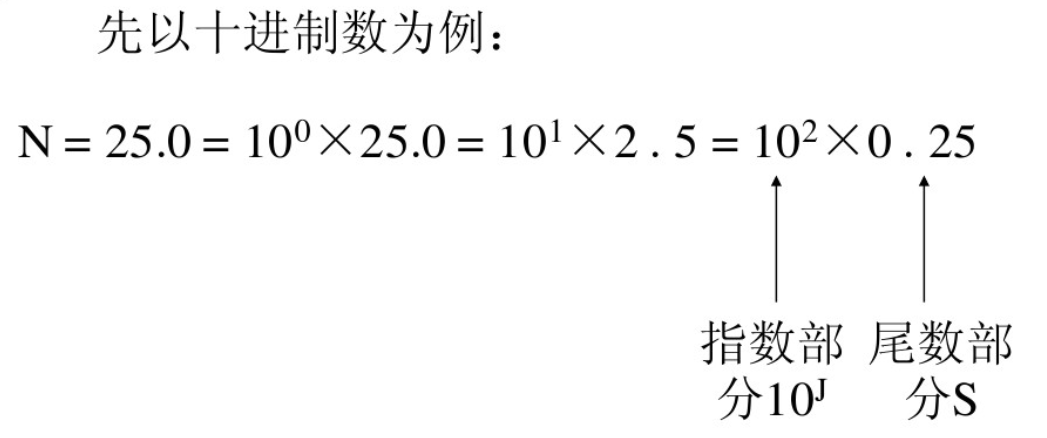 先以十进制数为例：
N = 25.0 = 10⁰×25.0 = 10¹×2 . 5 = 10²×0 . 25
指数部 尾数部
分10ᴶ 分S